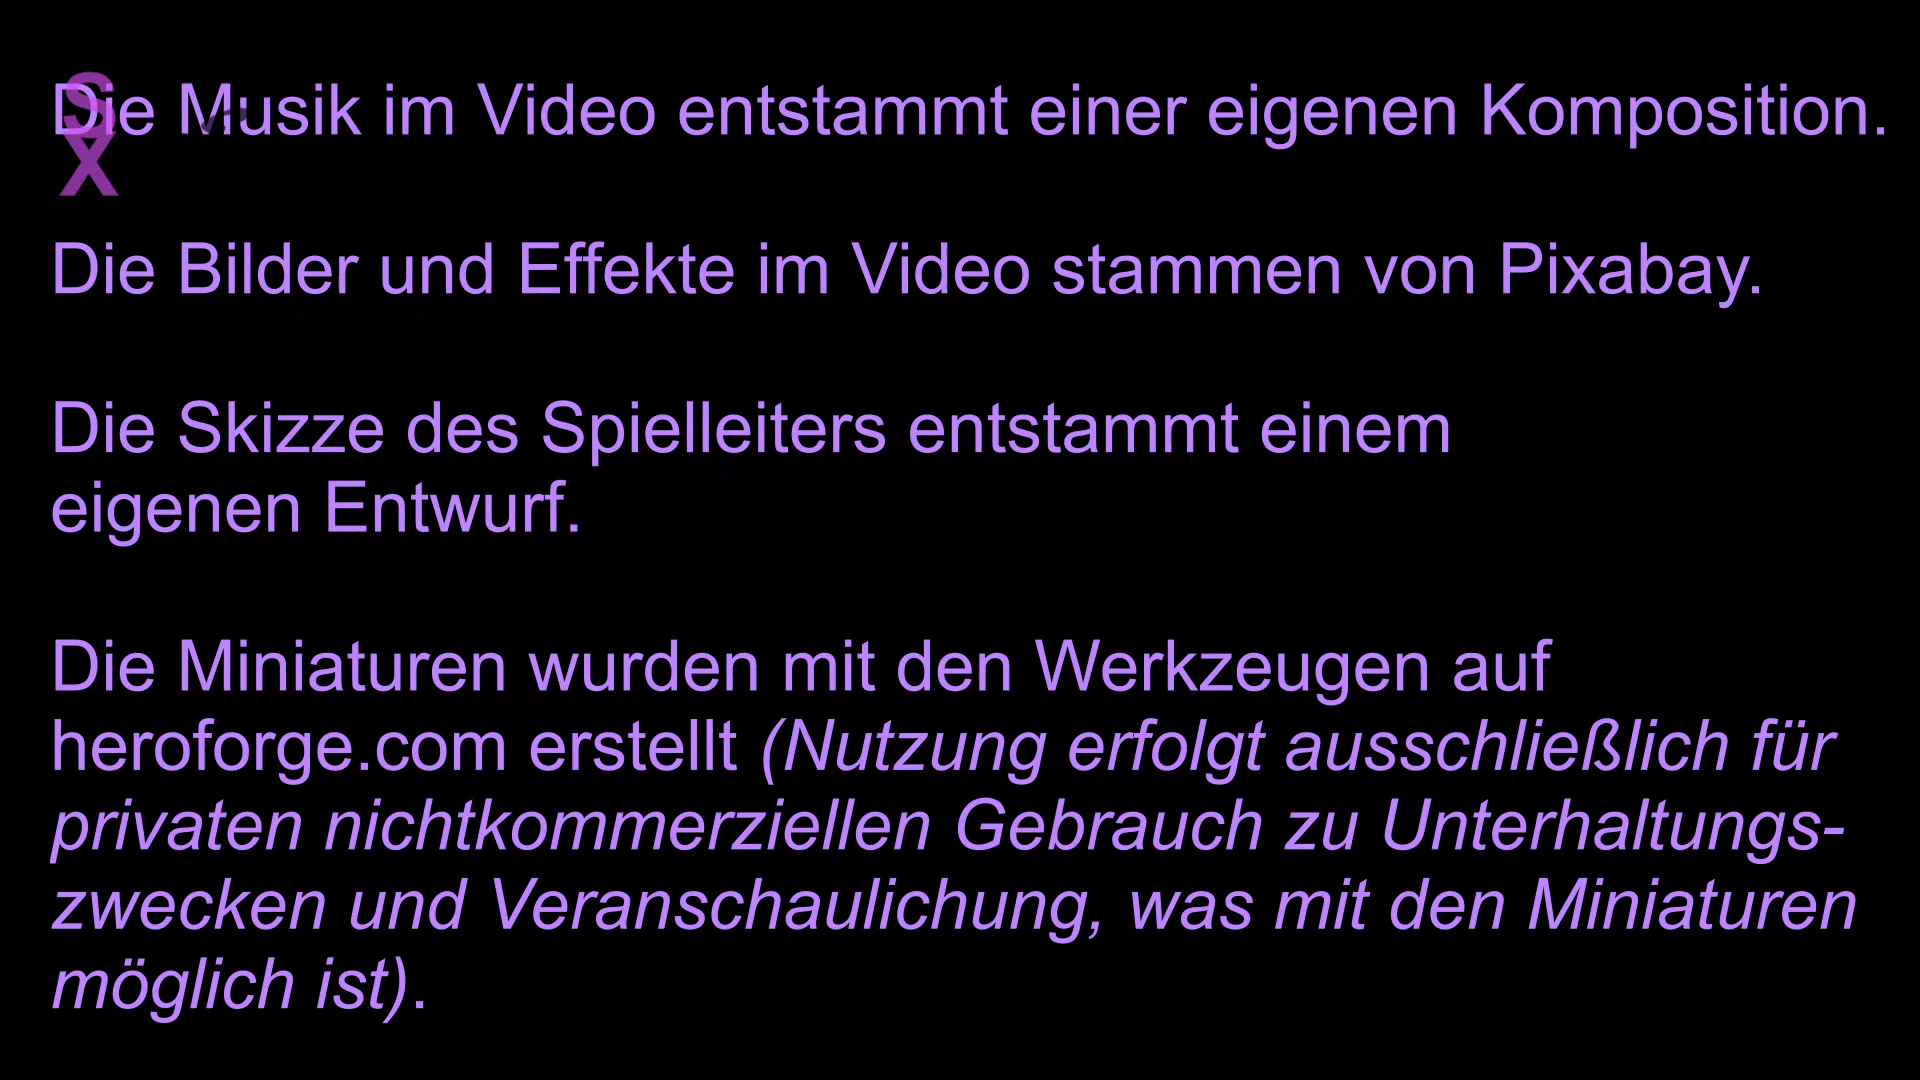 Die Musik im Video entstammt einer eigenen Komposition.
S
X
Die Bilder und Effekte im Video stammen von Pixabay.
Die Skizze des Spielleiters entstammt einem
eigenen Entwurf.
Die Miniaturen wurden mit den Werkzeugen auf
heroforge.com erstellt (Nutzung erfolgt ausschließlich für
privaten nichtkommerziellen Gebrauch zu Unterhaltungs-
zwecken und Veranschaulichung, was mit den Miniaturen
möglich ist).